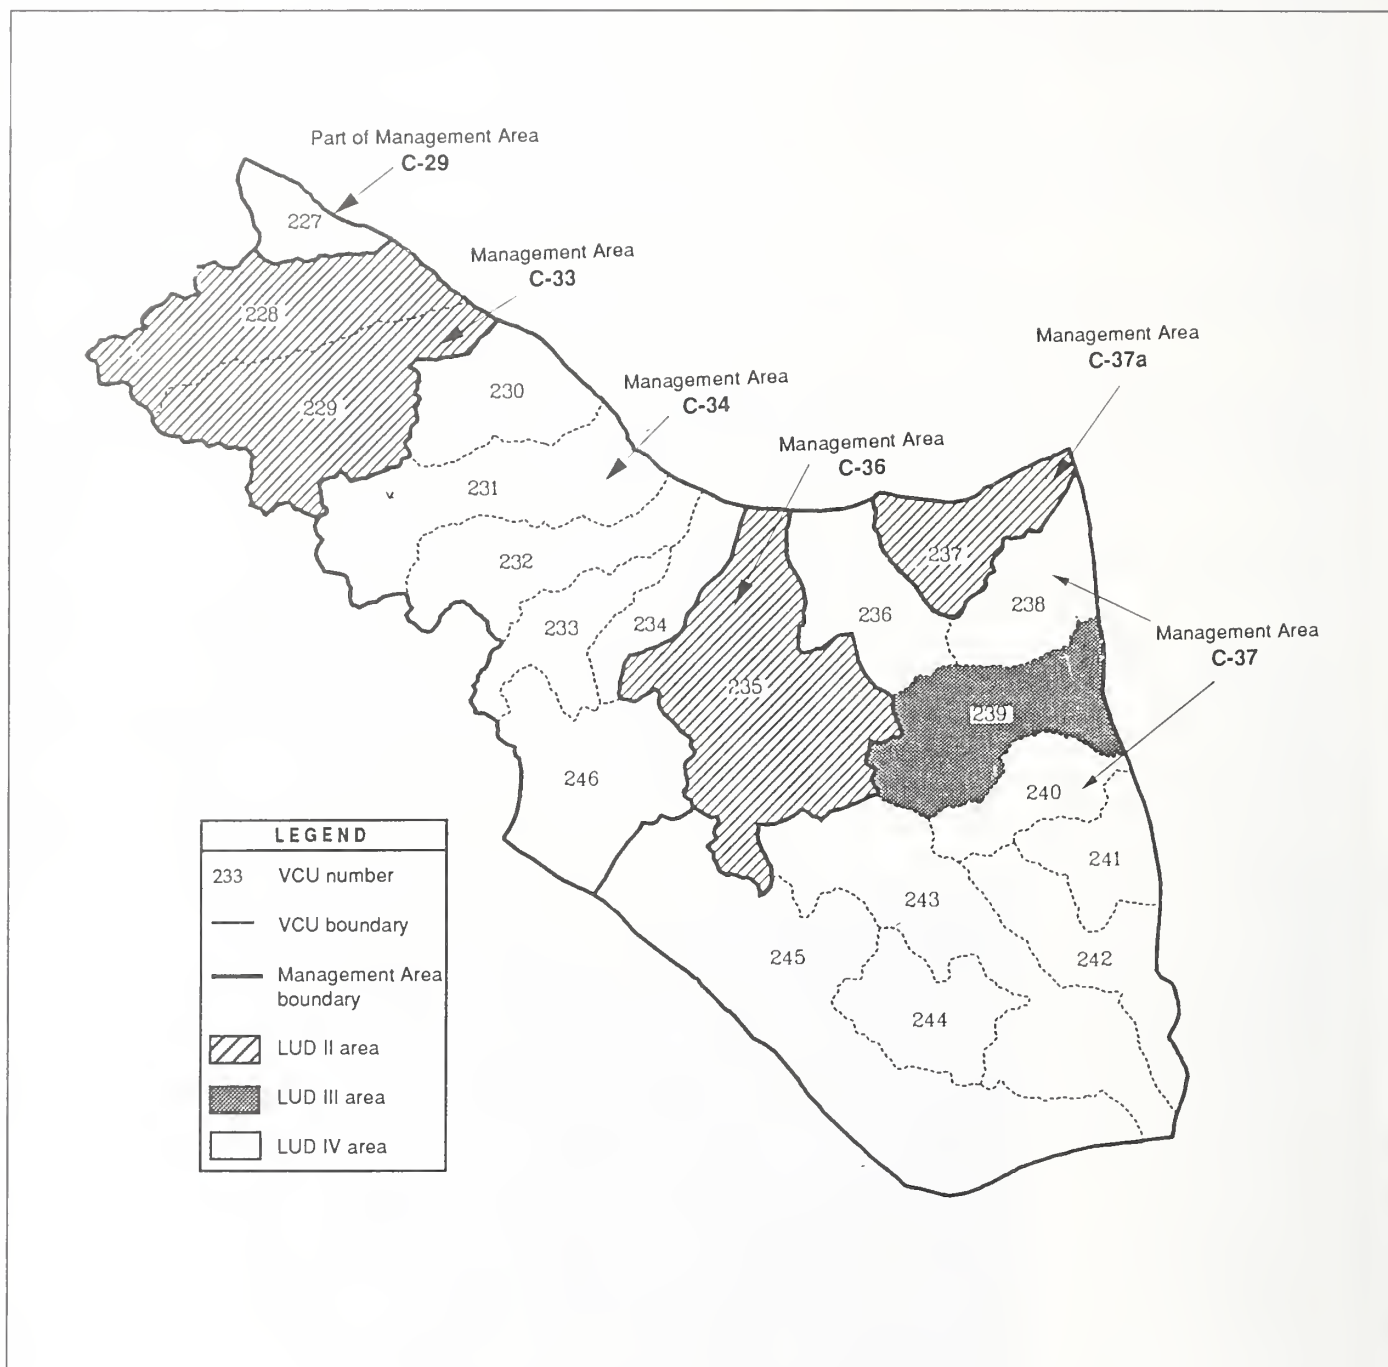 Part of Management Area
C-29
227
Management Area
C-33
228
229
Management Area
C-37a
Management Area
C-34
230
Management Area
C-36
231
232
233
234
235
236
237
238
Management Area
C-37
239
240
246
241
243
242
245
244
LEGEND
233 VCU number
VCU boundary
Management Area
boundary
LUD II area
LUD III area
LUD IV area